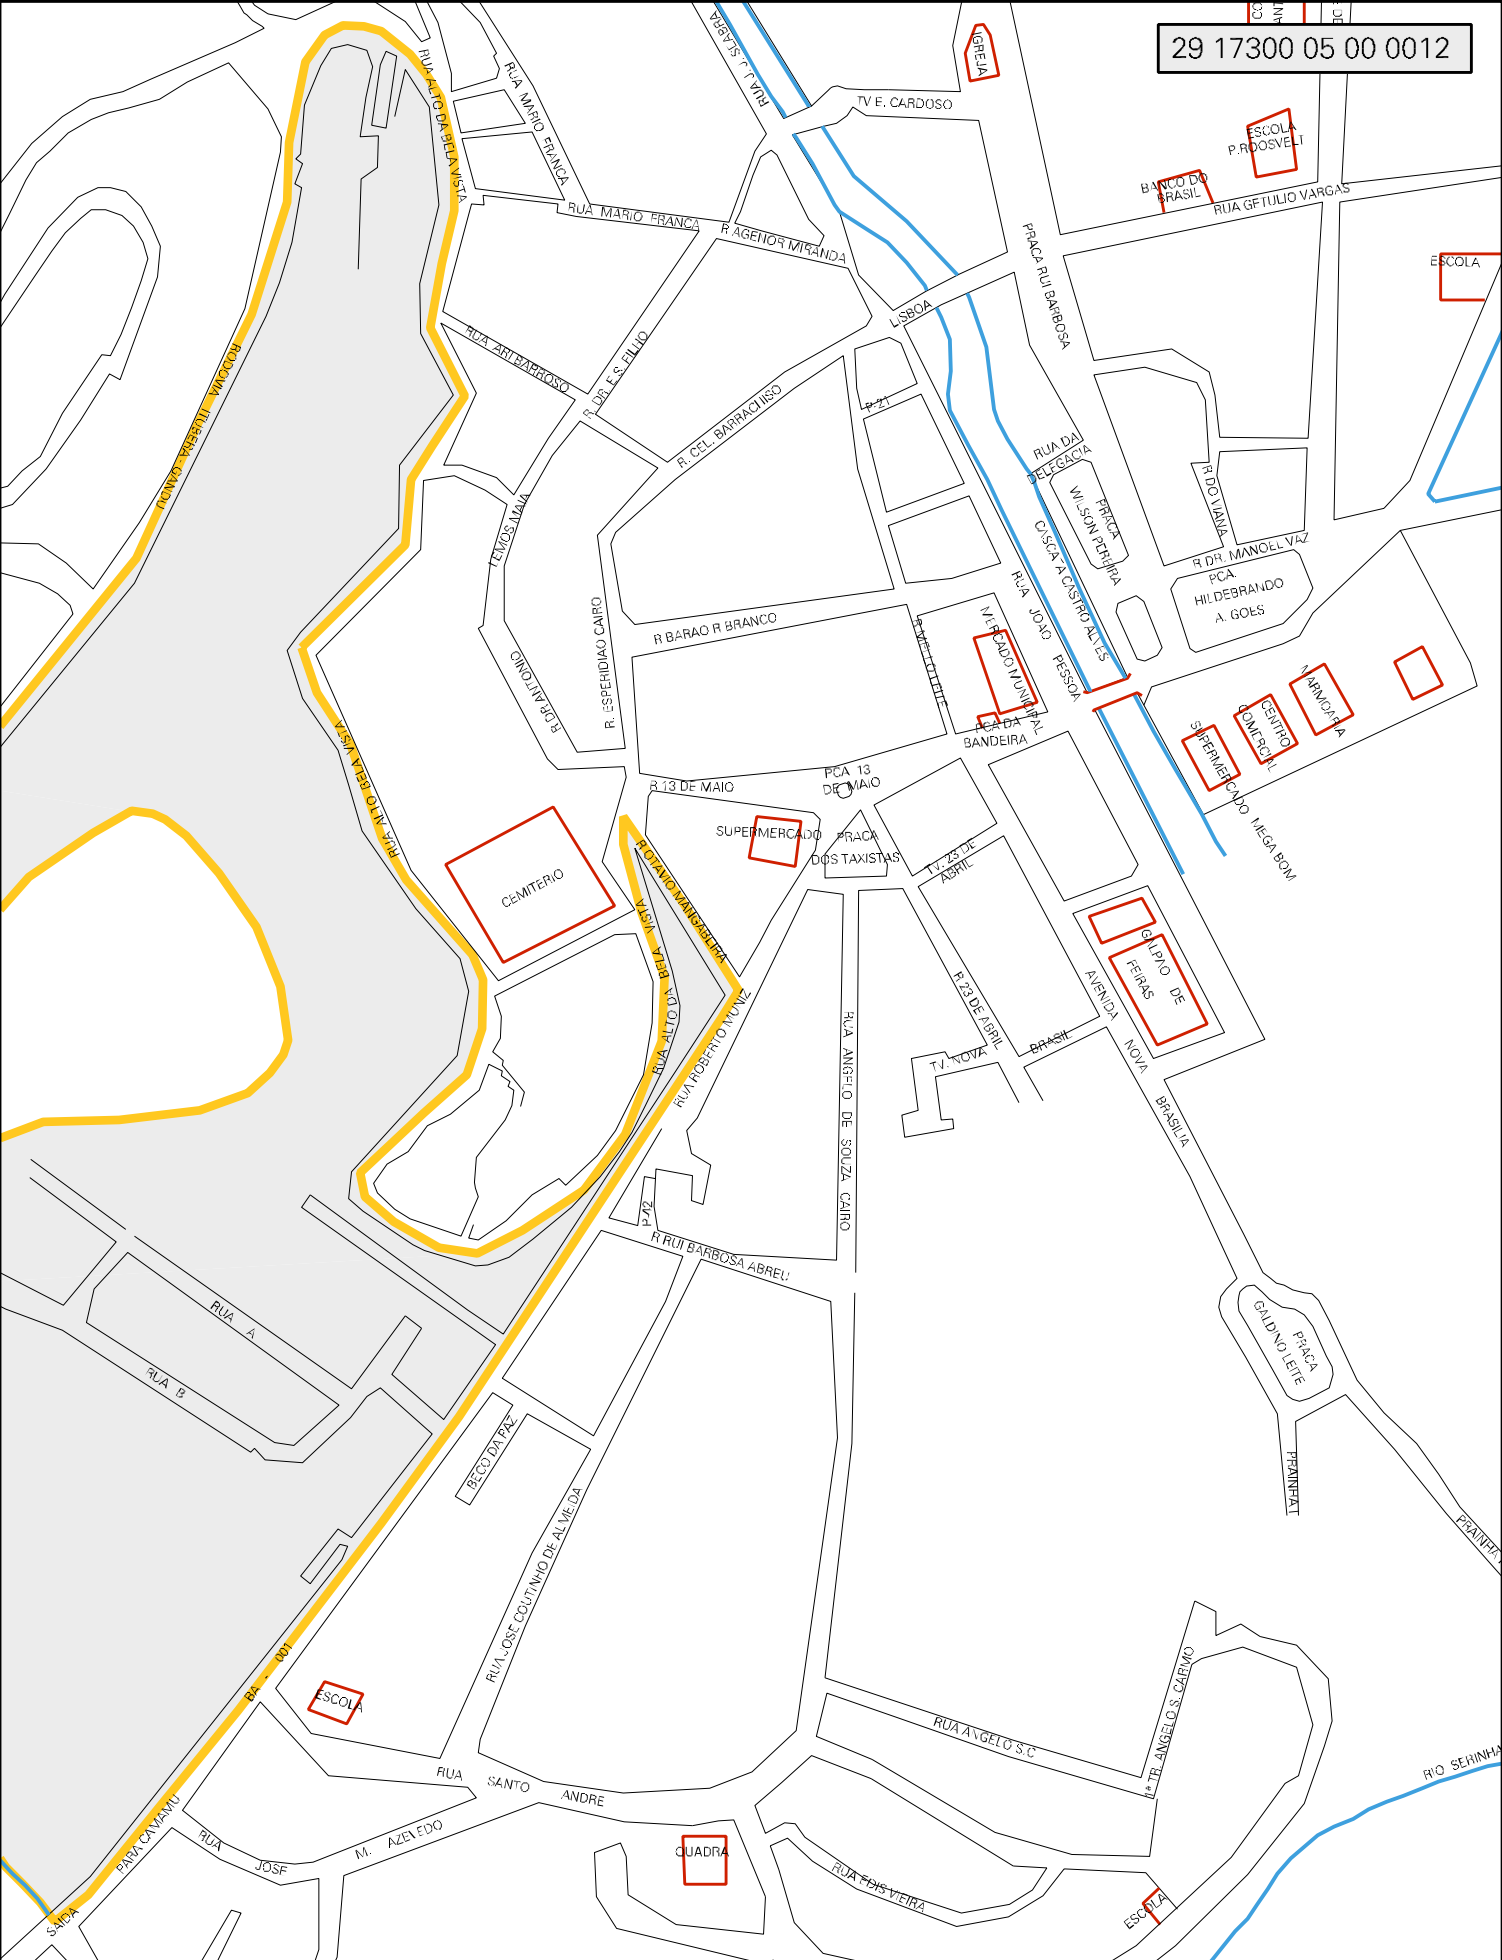 29 17300 05 00 0012
RUA J. J. SEABRA
IGREJA
TV E. CARDOSO
ESCOLA
P.ROOSVELT
BANCO DO
BRASIL
RUA GETULIO VARGAS
ESCOLA
RUA ALTO DA BELA VISTA
RUA MARIO FRANCA
RUA MARIO FRANCA
R AGENOR MIRANDA
PRACA RUI BARBOSA
LISBOA
RUA ARI BARROSO
R. DR. E.S. FILHO
R. CEL. BARRACHISO
P-21
RODOVIA ITUBERA-GANDU
RUA DA
DELEGACIA
PRACA
WILSON PEREIRA
R DO VIANA
R DR. MANOEL VAZ
PCA.
HILDEBRANDO
A. GOES
CASCATA CASTRO ALVES
RUA JOAO PESSOA
LEMOS MAIA
R. ESPERIDIAO CAIRO
R DR ANTONIO
R BARAO R BRANCO
R MELLO LEITE
MERCADO MUNICIPAL
PCA DA
BANDEIRA
MARMOARIA
CENTRO
COMERCIAL
SUPERMERCADO MEGA BOM
RUA ALTO BELA VISTA
R 13 DE MAIO
PCA 13
DE MAIO
SUPERMERCADO
PRACA
DOS TAXISTAS
TV. 23 DE
ABRIL
CEMITERIO
R OTAVIO MANGABEIRA
RUA ALTO DA BELA VISTA
RUA ROBERTO MUNIZ
GALPAO DE
FEIRAS
R 23 DE ABRIL
AVENIDA NOVA BRASILIA
TV. NOVA BRASIL
RUA ANGELO DE SOUZA CAIRO
P-12
R RUI BARBOSA ABREU
RUA A
RUA B
PRACA
GALDINO LEITE
PRAINHA 1
PRAINHA
BECO DA PAZ
RUA JOSE COUTINHO DE ALMEIDA
BA - 001
ESCOLA
RUA ANGELO S.C
1ª TR. ANGELO S. CARMO
RUA SANTO ANDRE
RIO SERINHA
PARA CAMAMU
SAIDA
RUA JOSE M. AZEVEDO
QUADRA
RUA EDIS VIEIRA
ESCOLA